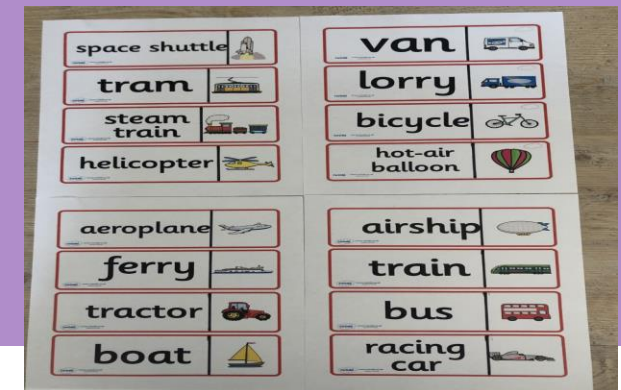 space shuttle
tram
steam
train
helicopter
van
lorry
bicycle
hot-air
balloon
aeroplane
ferry
tractor
boat
airship
train
bus
racing
car